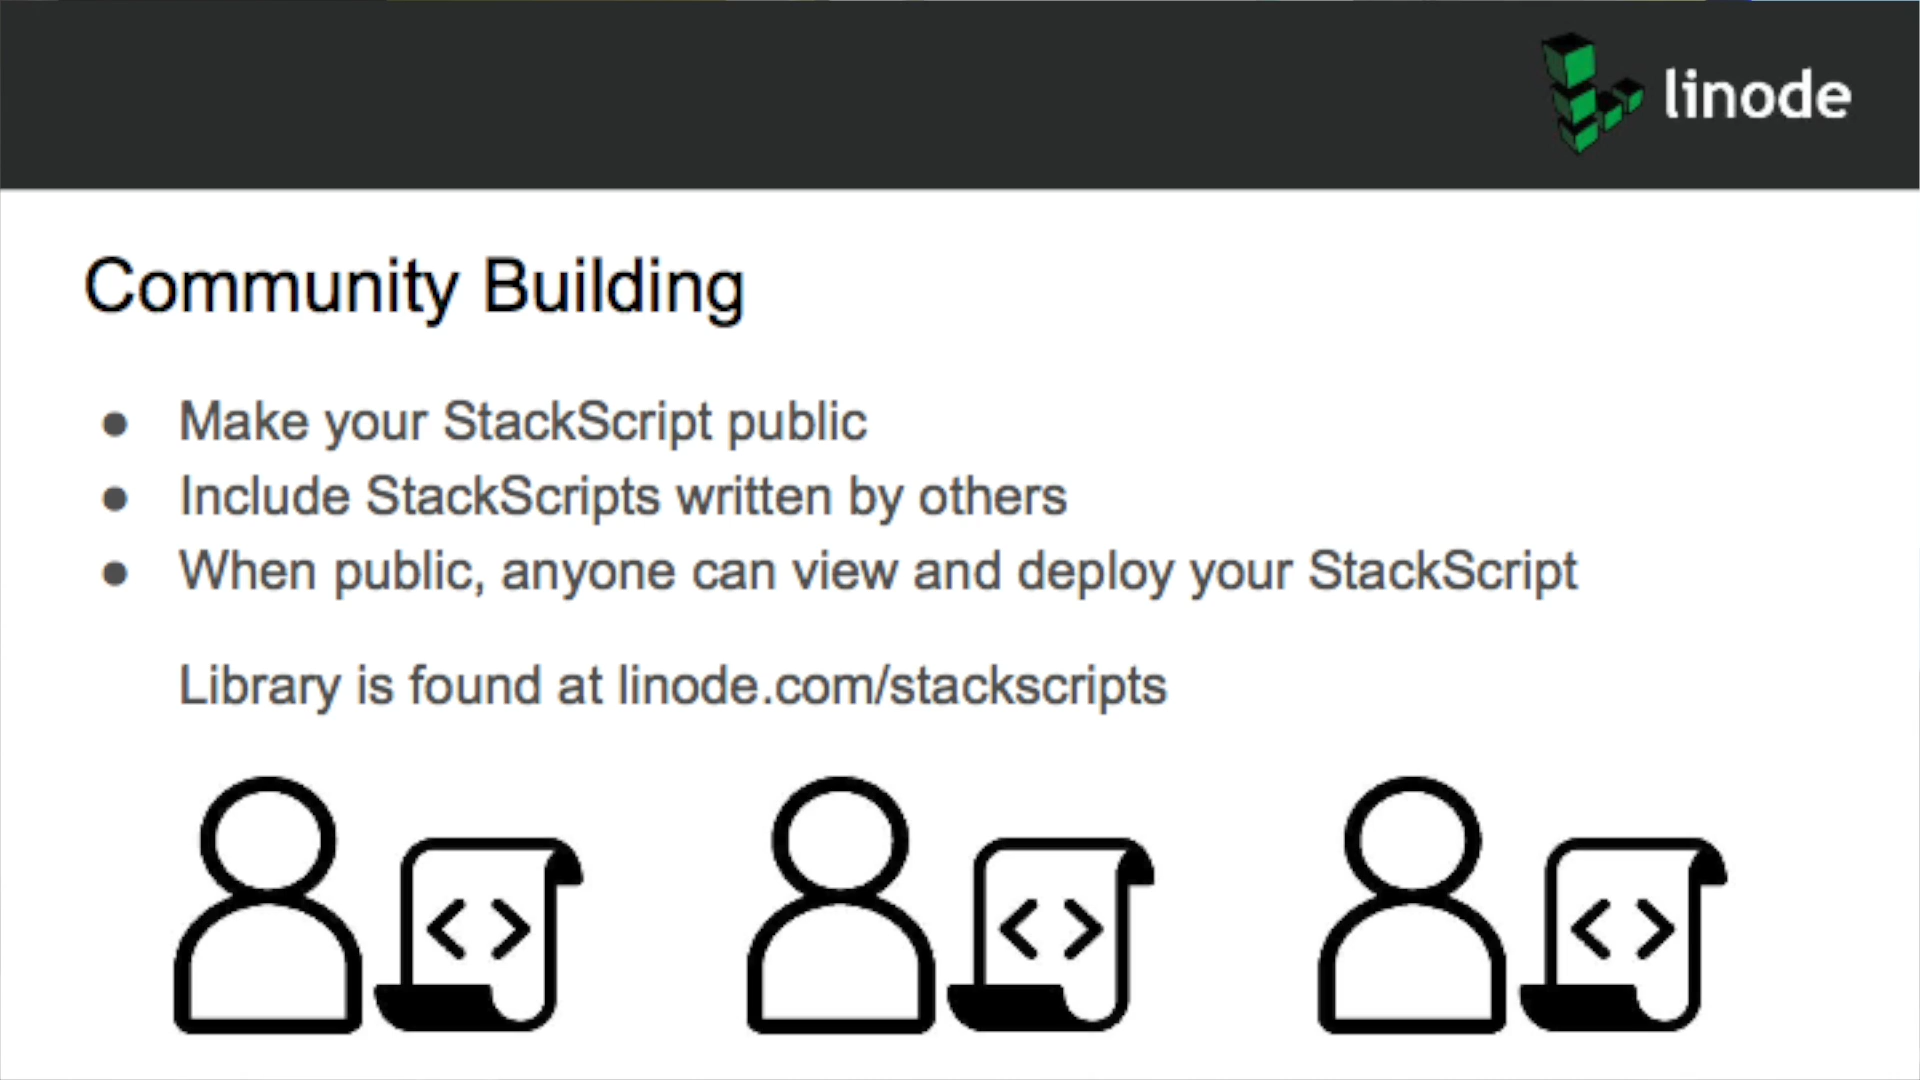 linode
Community Building
● Make your StackScript public
● Include StackScripts written by others
● When public, anyone can view and deploy your StackScript
Library is found at linode.com/stackscripts
< > < > < >